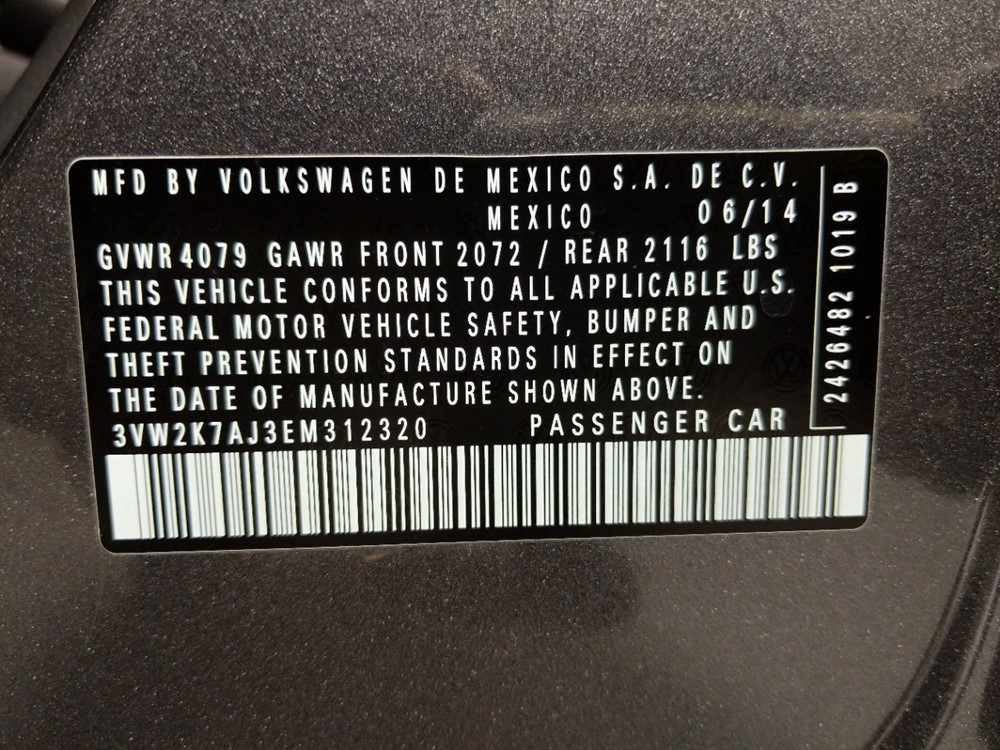 MFD BY VOLKSWAGEN DE MEXICO S.A. DE C.V.
MEXICO 06/14
GVWR4079 GAWR FRONT 2072 / REAR 2116 LBS
THIS VEHICLE CONFORMS TO ALL APPLICABLE U.S.
FEDERAL MOTOR VEHICLE SAFETY, BUMPER AND
THEFT PREVENTION STANDARDS IN EFFECT ON
THE DATE OF MANUFACTURE SHOWN ABOVE.
3VW2K7AJ3EM312320 PASSENGER CAR
2426482 1019 B